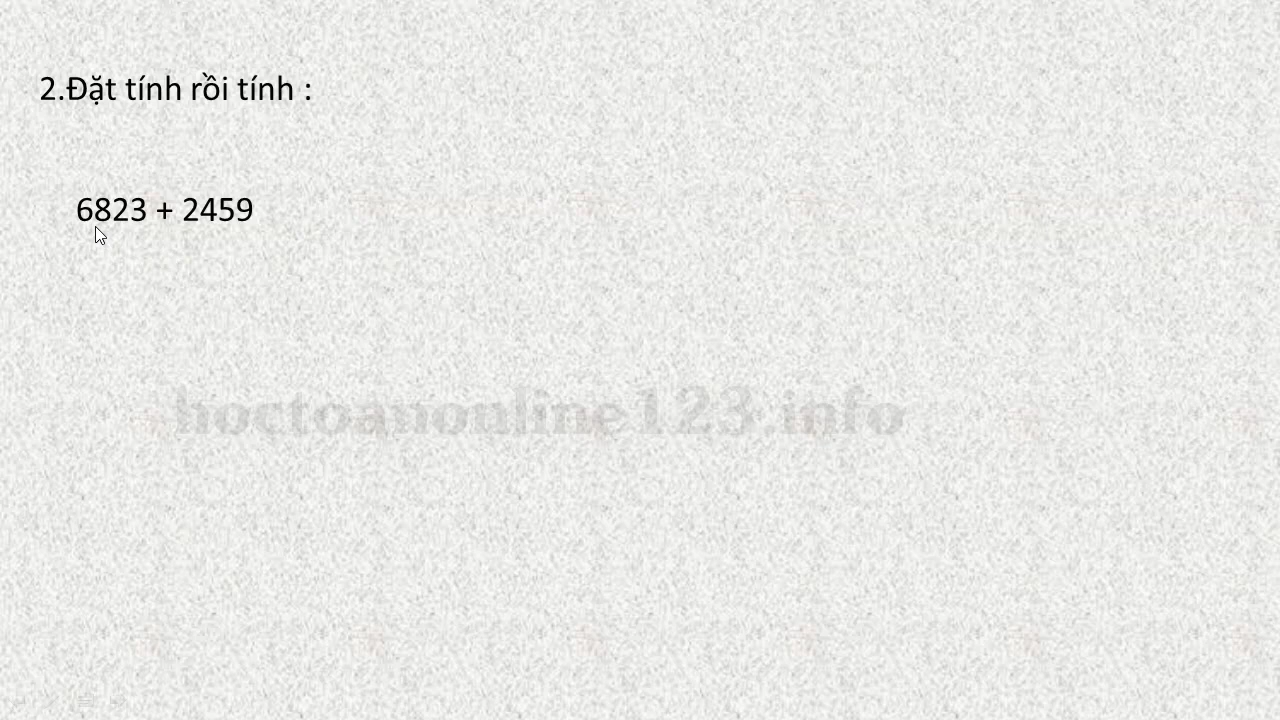 2.Đặt tính rồi tính :
6823 + 2459
hoctoanonline123.info